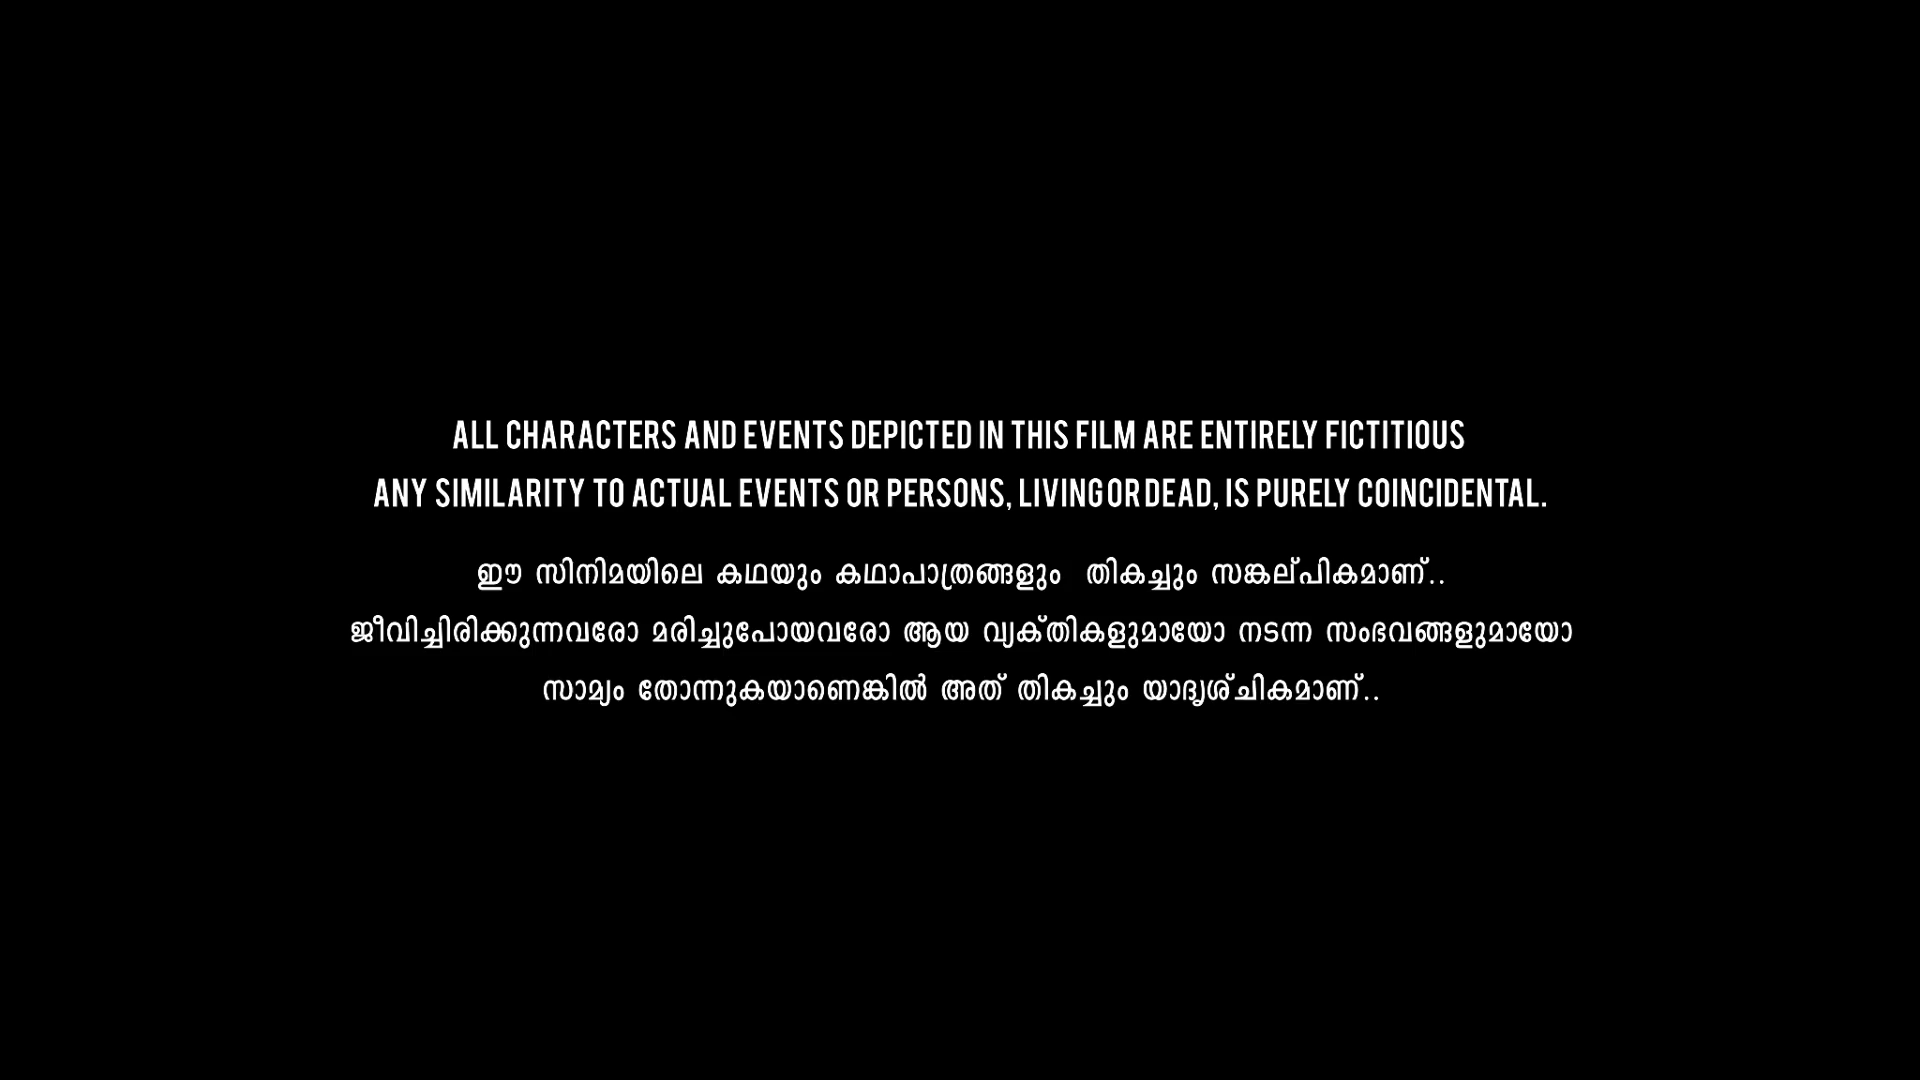 ALL CHARACTERS AND EVENTS DEPICTED IN THIS FILM ARE ENTIRELY FICTITIOUS
ANY SIMILARITY TO ACTUAL EVENTS OR PERSONS, LIVING OR DEAD, IS PURELY COINCIDENTAL.
ഈ സിനിമയിലെ കഥയും കഥാപാത്രങ്ങളും തികച്ചും സങ്കല്പികമാണ്..
ജീവിച്ചിരിക്കുന്നവരോ മരിച്ചുപോയവരോ ആയ വ്യക്തികളുമായോ നടന്ന സംഭവങ്ങളുമായോ
സാമ്യം തോന്നുകയാണെങ്കിൽ അത് തികച്ചും യാദൃശ്ചികമാണ്..